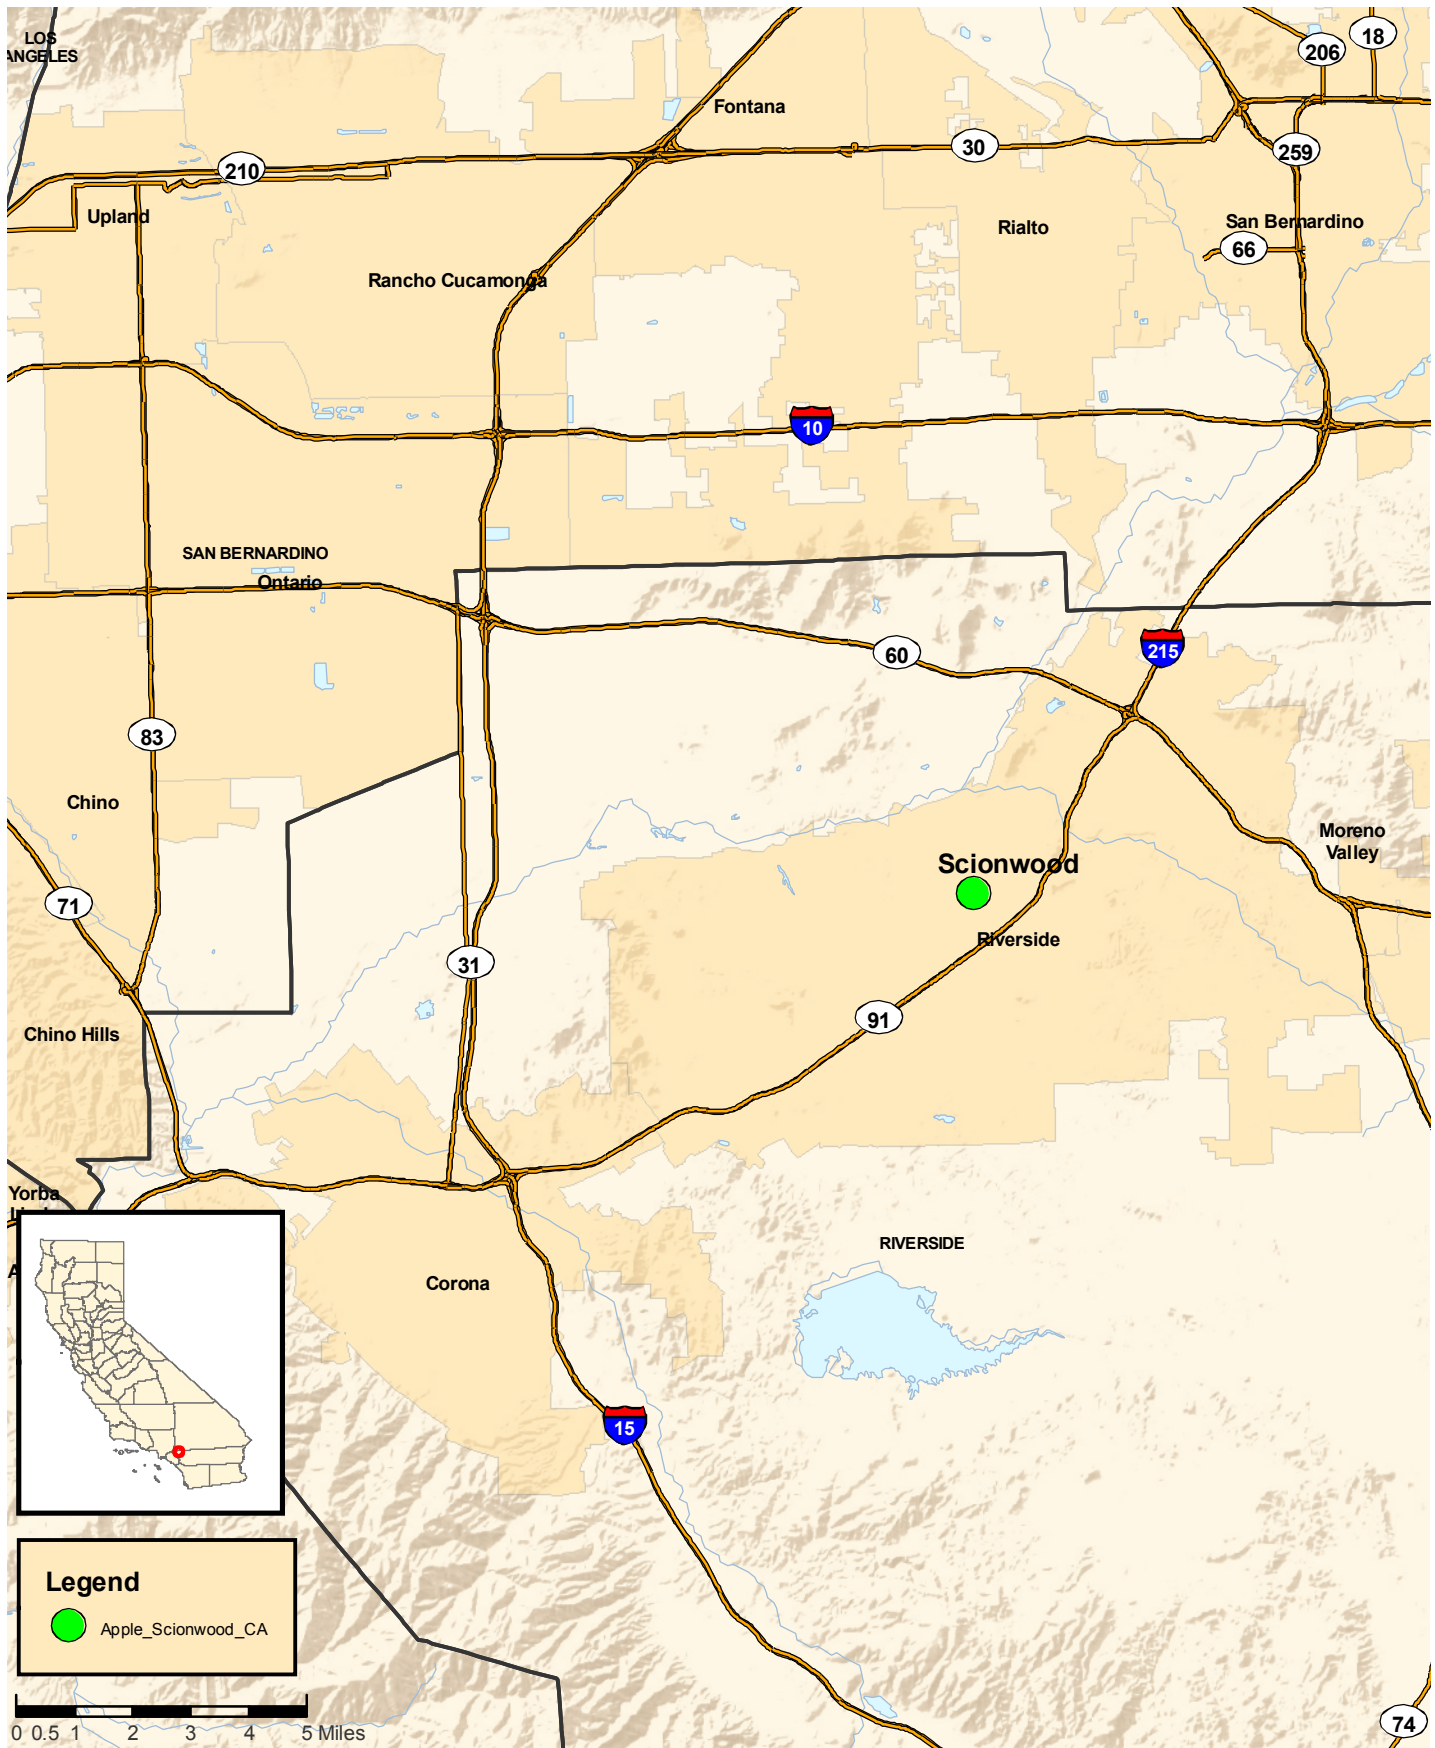 LOS
ANGELES
18
206
Fontana
30
259
210
Upland
San Bernardino
Rialto
66
Rancho Cucamonga
10
SAN BERNARDINO
Ontario
60
215
83
Chino
Moreno
Valley
Scionwood
71
Riverside
31
91
Chino Hills
Yorba
RIVERSIDE
Corona
15
Legend
Apple_Scionwood_CA
0 0.5 1 2 3 4 5 Miles
74